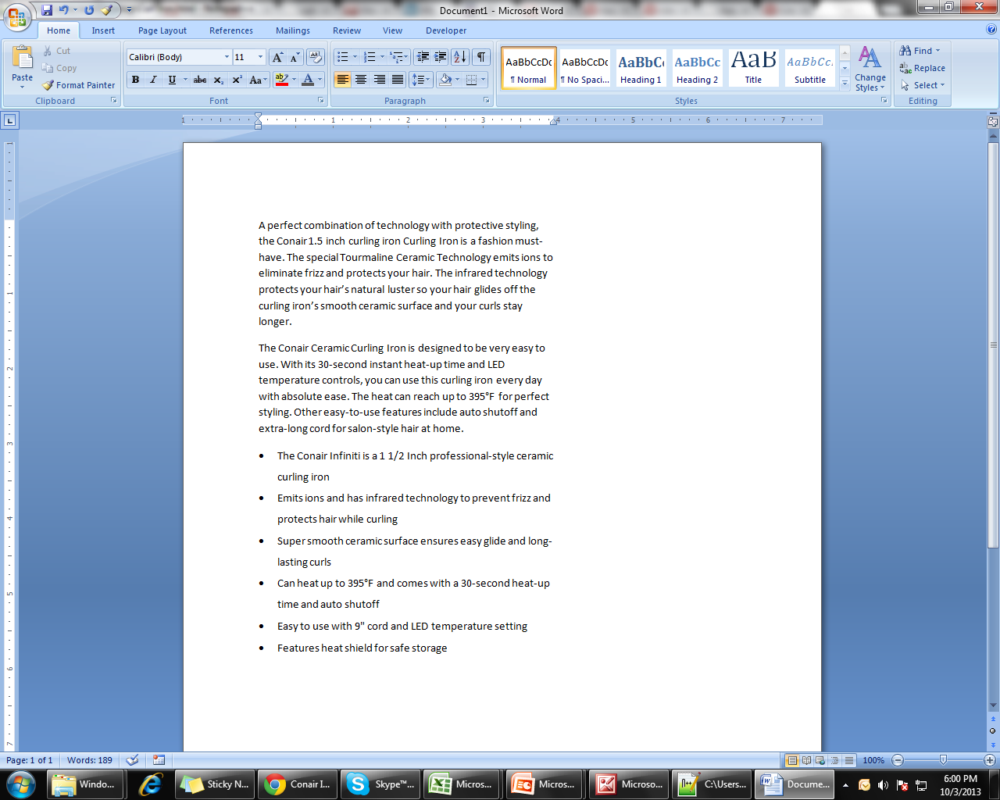 Document1 - Microsoft Word
Home Insert Page Layout References Mailings Review View Developer
Paste
Cut
Copy
Format Painter
Clipboard
Calibri (Body) 11
B I U abc x₂ x² Aa
Font
Paragraph
AaBbCcDc AaBbCcDc AaBbC AaBbCc AaB AaBbCc.
¶ Normal ¶ No Spaci... Heading 1 Heading 2 Title Subtitle
Change Styles
Styles
Find
Replace
Select
Editing
1 1 2 3 4 5 6 7
A perfect combination of technology with protective styling,
the Conair 1.5 inch curling iron Curling Iron is a fashion must-
have. The special Tourmaline Ceramic Technology emits ions to
eliminate frizz and protects your hair. The infrared technology
protects your hair’s natural luster so your hair glides off the
curling iron’s smooth ceramic surface and your curls stay
longer.
The Conair Ceramic Curling Iron is designed to be very easy to
use. With its 30-second instant heat-up time and LED
temperature controls, you can use this curling iron every day
with absolute ease. The heat can reach up to 395°F for perfect
styling. Other easy-to-use features include auto shutoff and
extra-long cord for salon-style hair at home.
• The Conair Infiniti is a 1 1/2 Inch professional-style ceramic
curling iron
• Emits ions and has infrared technology to prevent frizz and
protects hair while curling
• Super smooth ceramic surface ensures easy glide and long-
lasting curls
• Can heat up to 395°F and comes with a 30-second heat-up
time and auto shutoff
• Easy to use with 9" cord and LED temperature setting
• Features heat shield for safe storage
Page: 1 of 1 Words: 189 100%
Windo... Sticky N... Conair I... Skype™... Micros... Micros... Microso... C:\Users... Docume...
6:00 PM
10/3/2013